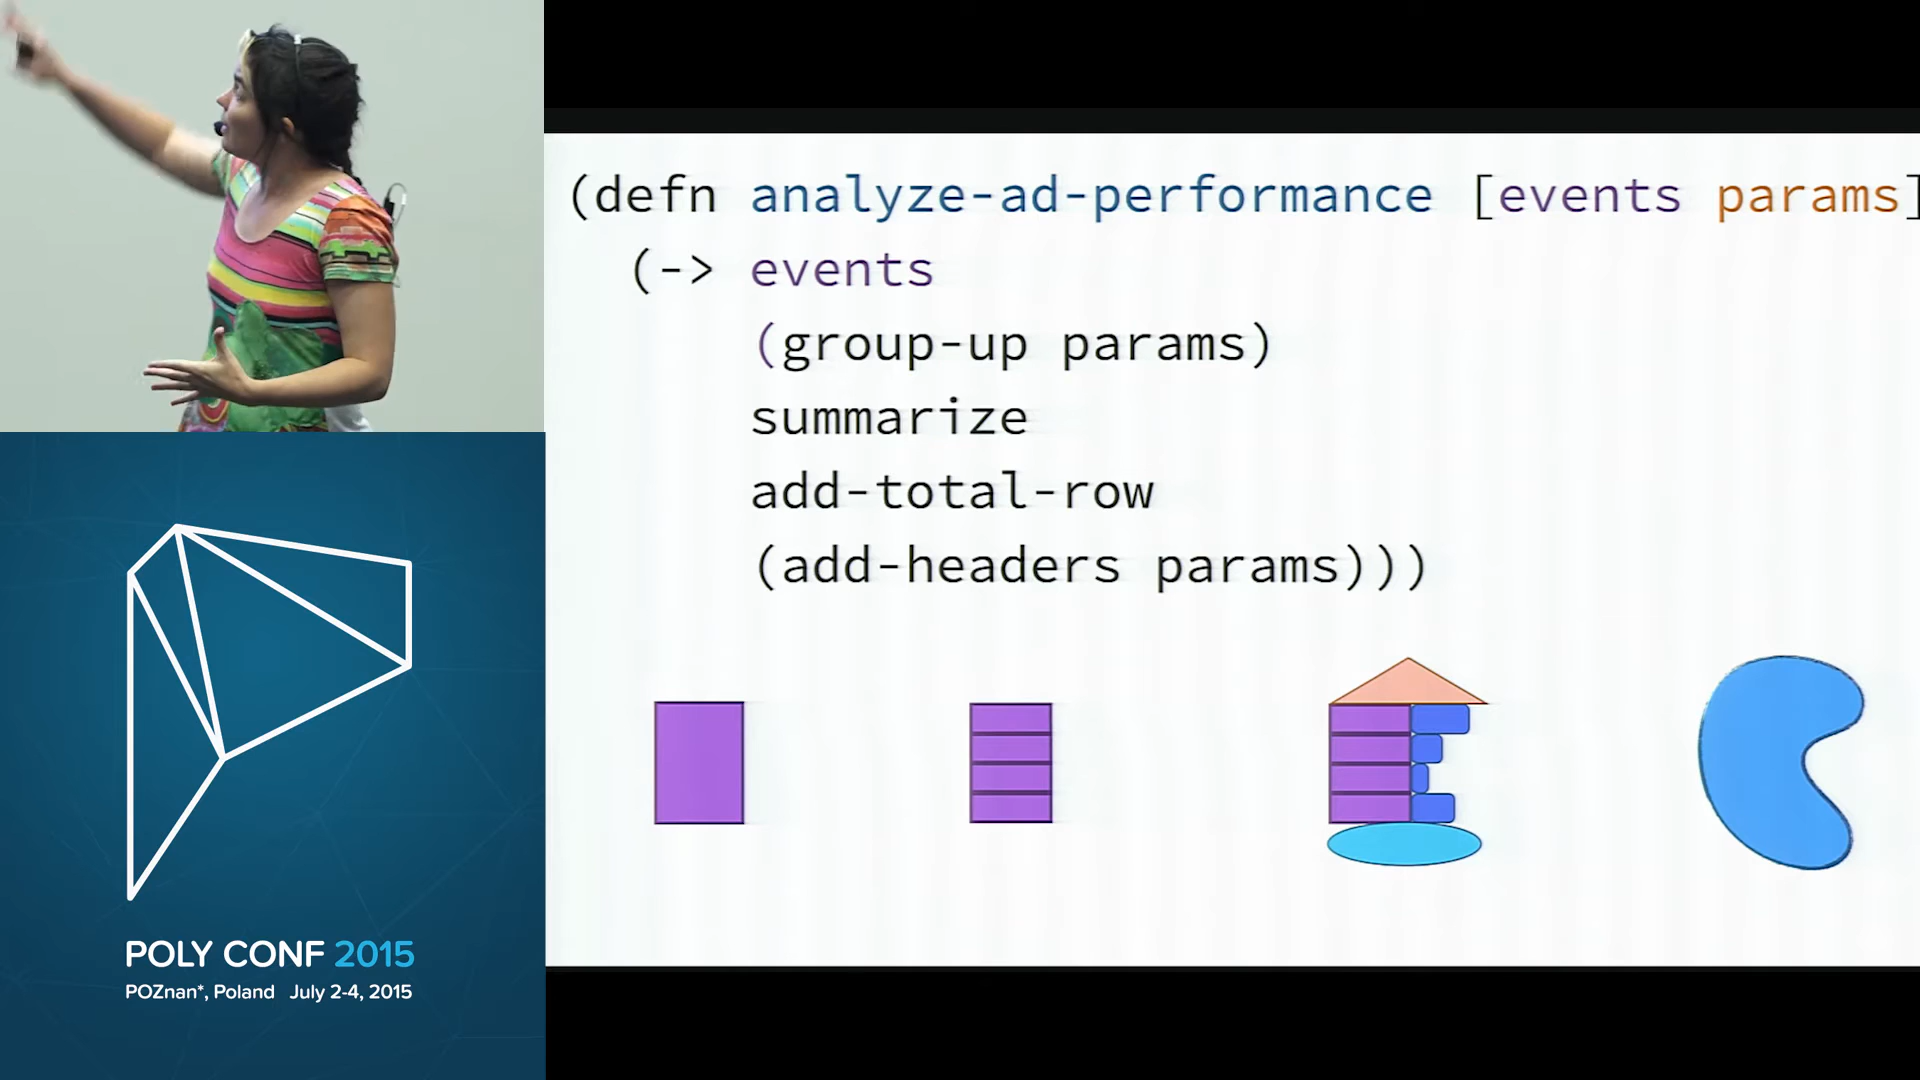 (defn analyze-ad-performance [events params]
(-> events
(group-up params)
summarize
add-total-row
(add-headers params)))
POLY CONF 2015
POZnan*, Poland July 2-4, 2015